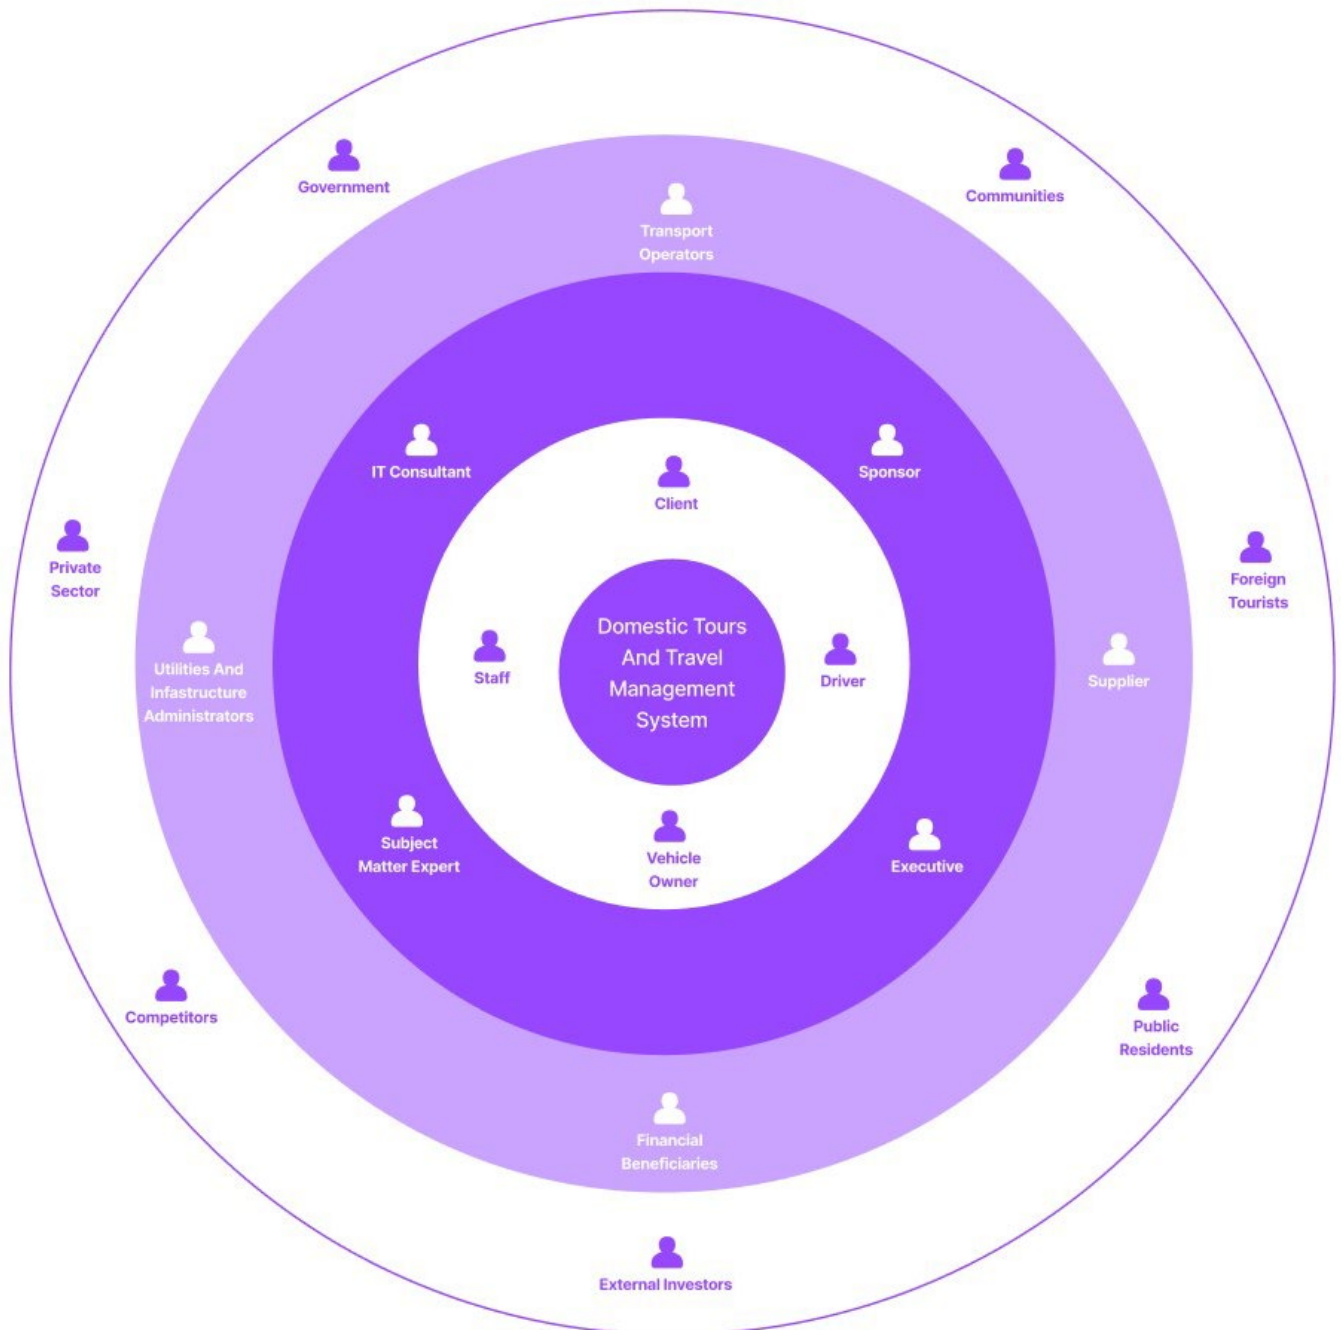 Government
Communities
Transport
Operators
IT Consultant
Sponsor
Client
Private
Sector
Foreign
Tourists
Utilities And
Infastructure
Administrators
Staff
Domestic Tours
And Travel
Management
System
Driver
Supplier
Subject
Matter Expert
Vehicle
Owner
Executive
Competitors
Public
Residents
Financial
Beneficiaries
External Investors